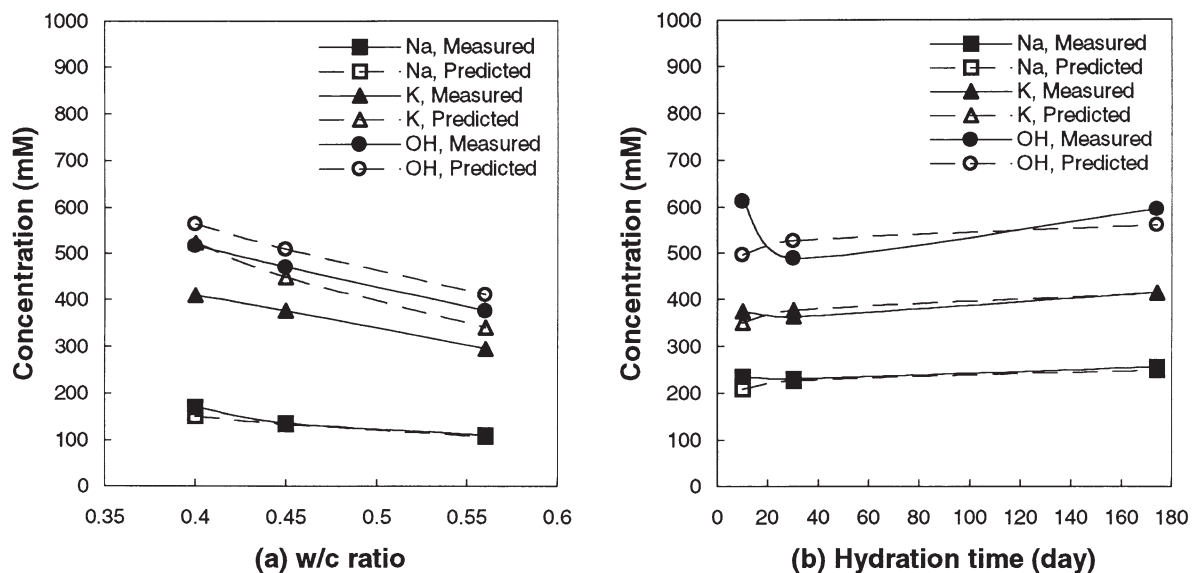 Concentration (mM)
1000
900
800
700
600
500
400
300
200
100
0
Na, Measured
Na, Predicted
K, Measured
K, Predicted
OH, Measured
OH, Predicted
0.35
0.4
0.45
0.5
0.55
0.6
(a) w/c ratio
Concentration (mM)
1000
900
800
700
600
500
400
300
200
100
0
Na, Measured
Na, Predicted
K, Measured
K, Predicted
OH, Measured
OH, Predicted
0 20 40 60 80 100 120 140 160 180
(b) Hydration time (day)